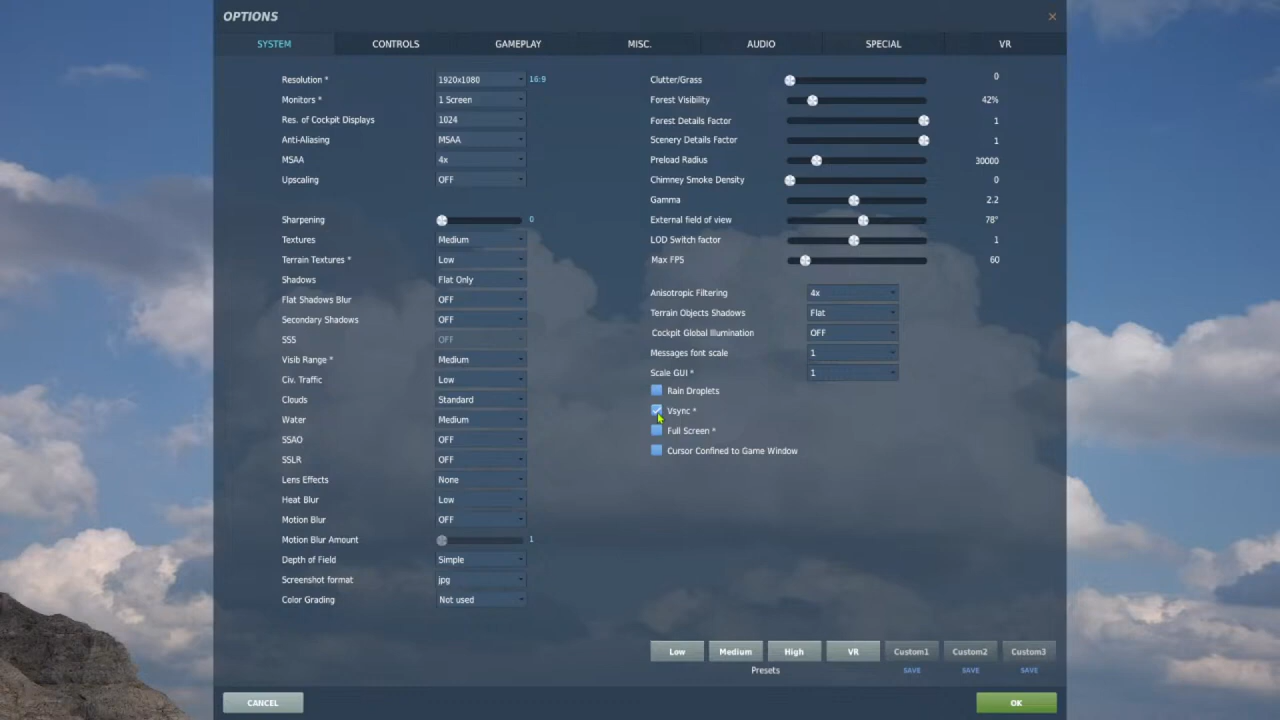 OPTIONS
SYSTEM CONTROLS GAMEPLAY MISC. AUDIO SPECIAL VR
Resolution * 1920x1080 16:9
Monitors * 1 Screen
Res. of Cockpit Displays 1024
Anti-Aliasing MSAA
MSAA 4x
Upscaling OFF
Sharpening 0
Textures Medium
Terrain Textures * Low
Shadows Flat Only
Flat Shadows Blur OFF
Secondary Shadows OFF
SSS OFF
Visib Range * Medium
Civ. Traffic Low
Clouds Standard
Water Medium
SSAO OFF
SSLR OFF
Lens Effects None
Heat Blur Low
Motion Blur OFF
Motion Blur Amount 1
Depth of Field Simple
Screenshot format jpg
Color Grading Not used
Clutter/Grass 0
Forest Visibility 42%
Forest Details Factor 1
Scenery Details Factor 1
Preload Radius 30000
Chimney Smoke Density 0
Gamma 2.2
External field of view 78°
LOD Switch factor 1
Max FPS 60
Anisotropic Filtering 4x
Terrain Objects Shadows Flat
Cockpit Global Illumination OFF
Messages font scale 1
Scale GUI * 1
Rain Droplets
Vsync *
Full Screen *
Cursor Confined to Game Window
Low Medium High VR Custom1 Custom2 Custom3
Presets SAVE SAVE SAVE
CANCEL OK